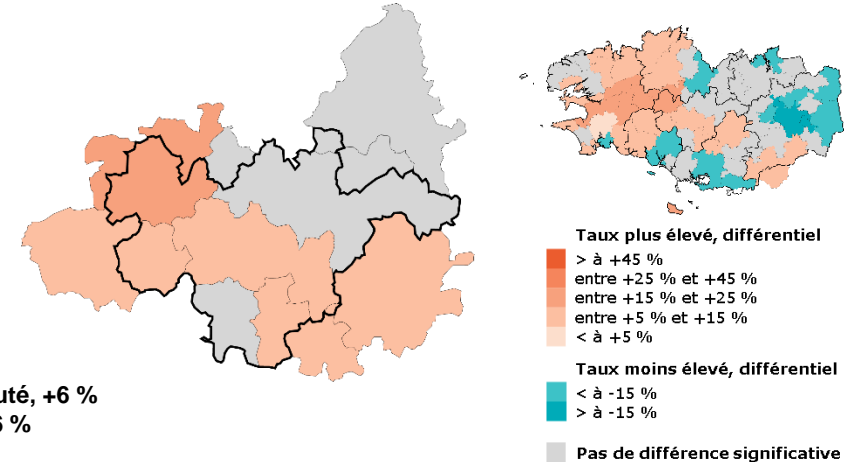 Taux plus élevé, différentiel
> à +45 %
entre +25 % et +45 %
entre +15 % et +25 %
entre +5 % et +15 %
< à +5 %
Taux moins élevé, différentiel
< à -15 %
> à -15 %
Pas de différence significative
uté, +6 %
%